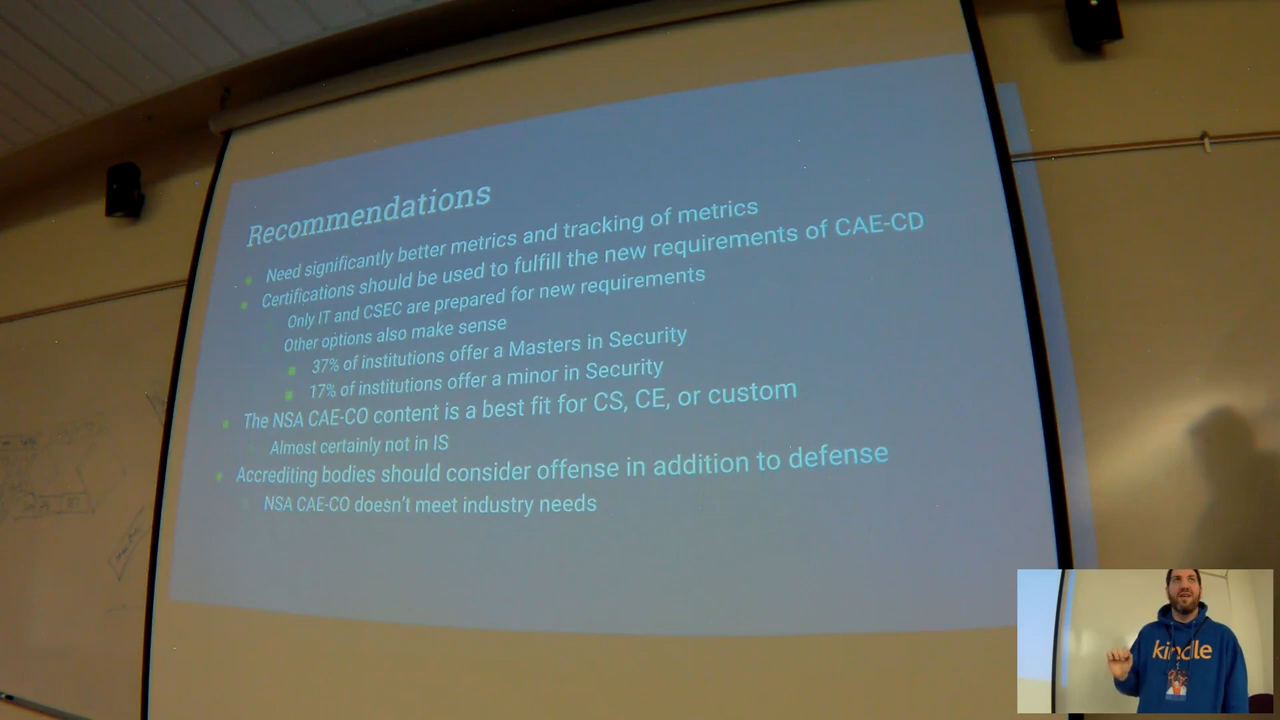 Recommendations
Need significantly better metrics and tracking of metrics
Certifications should be used to fulfill the new requirements of CAE-CD
Only IT and CSEC are prepared for new requirements
Other options also make sense
37% of institutions offer a Masters in Security
17% of institutions offer a minor in Security
The NSA CAE-CO content is a best fit for CS, CE, or custom
Almost certainly not in IS
Accrediting bodies should consider offense in addition to defense
NSA CAE-CO doesn't meet industry needs
kindle